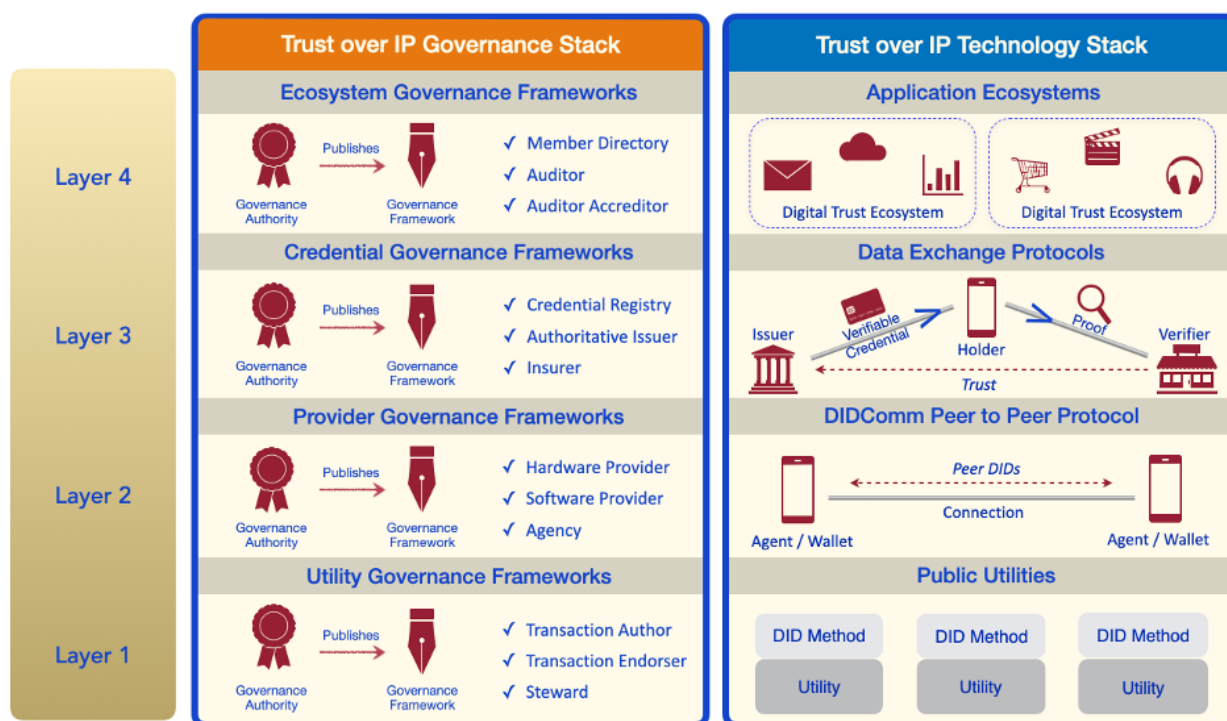 Trust over IP Governance Stack
Trust over IP Technology Stack
Layer 4
Ecosystem Governance Frameworks
Publishes
Governance
Authority
Governance
Framework
✓ Member Directory
✓ Auditor
✓ Auditor Accreditor
Application Ecosystems
Digital Trust Ecosystem
Digital Trust Ecosystem
Layer 3
Credential Governance Frameworks
Publishes
Governance
Authority
Governance
Framework
✓ Credential Registry
✓ Authoritative Issuer
✓ Insurer
Data Exchange Protocols
Issuer
Verifiable
Credential
Holder
Proof
Verifier
Trust
Layer 2
Provider Governance Frameworks
Publishes
Governance
Authority
Governance
Framework
✓ Hardware Provider
✓ Software Provider
✓ Agency
DIDComm Peer to Peer Protocol
Peer DIDs
Connection
Agent / Wallet
Agent / Wallet
Layer 1
Utility Governance Frameworks
Publishes
Governance
Authority
Governance
Framework
✓ Transaction Author
✓ Transaction Endorser
✓ Steward
Public Utilities
DID Method
DID Method
DID Method
Utility
Utility
Utility